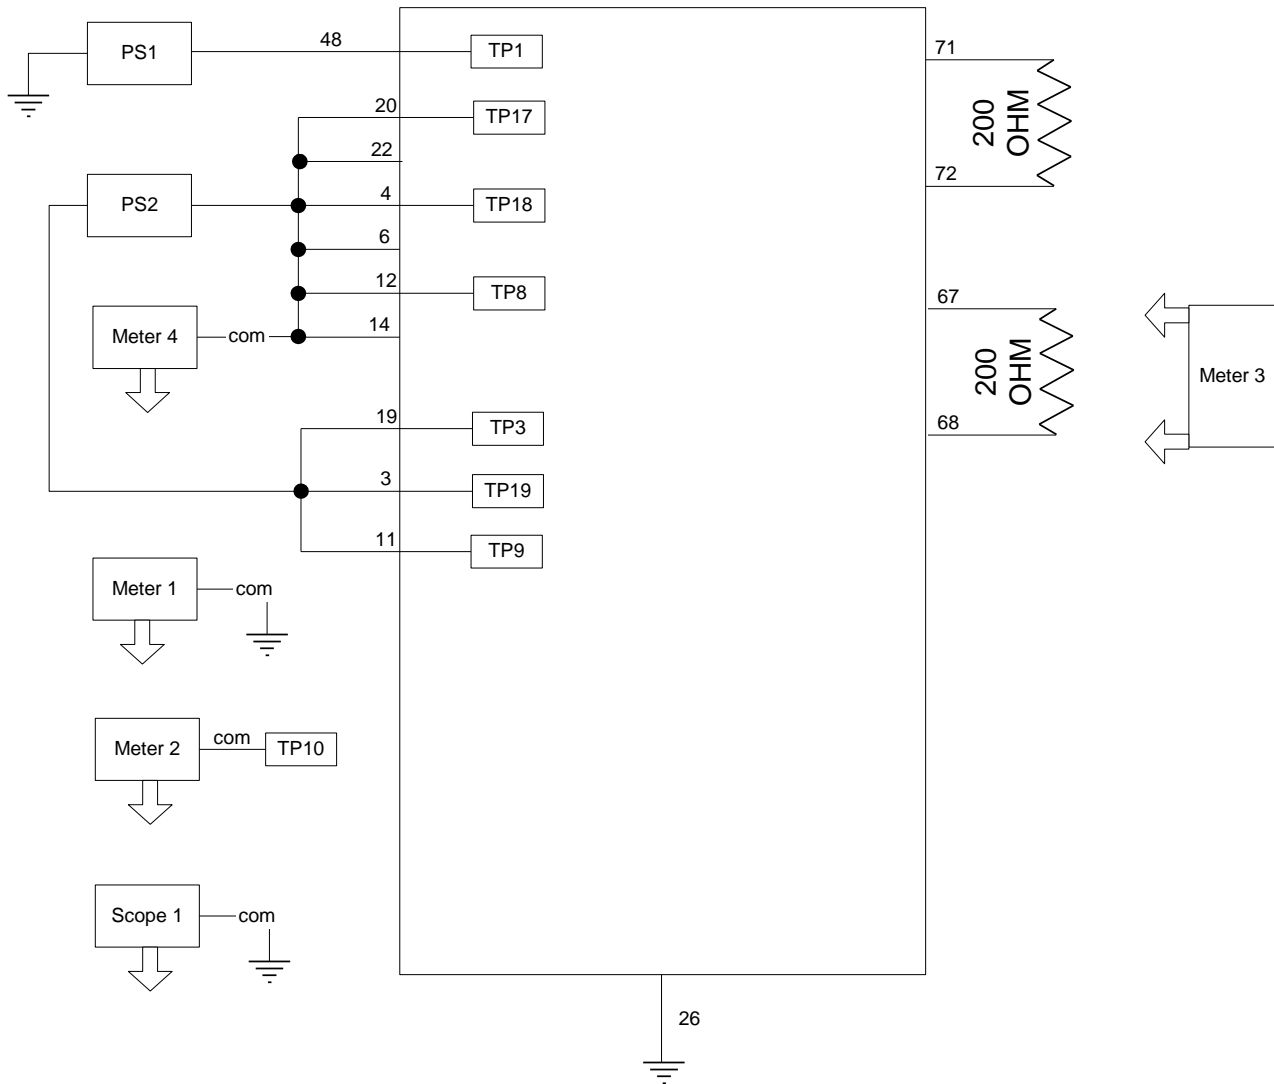 PS1
48
TP1
20
TP17
22
PS2
4
TP18
6
12
TP8
Meter 4
com
14
19
TP3
3
TP19
11
TP9
Meter 1
com
Meter 2
com
TP10
Scope 1
com
26
71
200
OHM
72
67
200
OHM
68
Meter 3